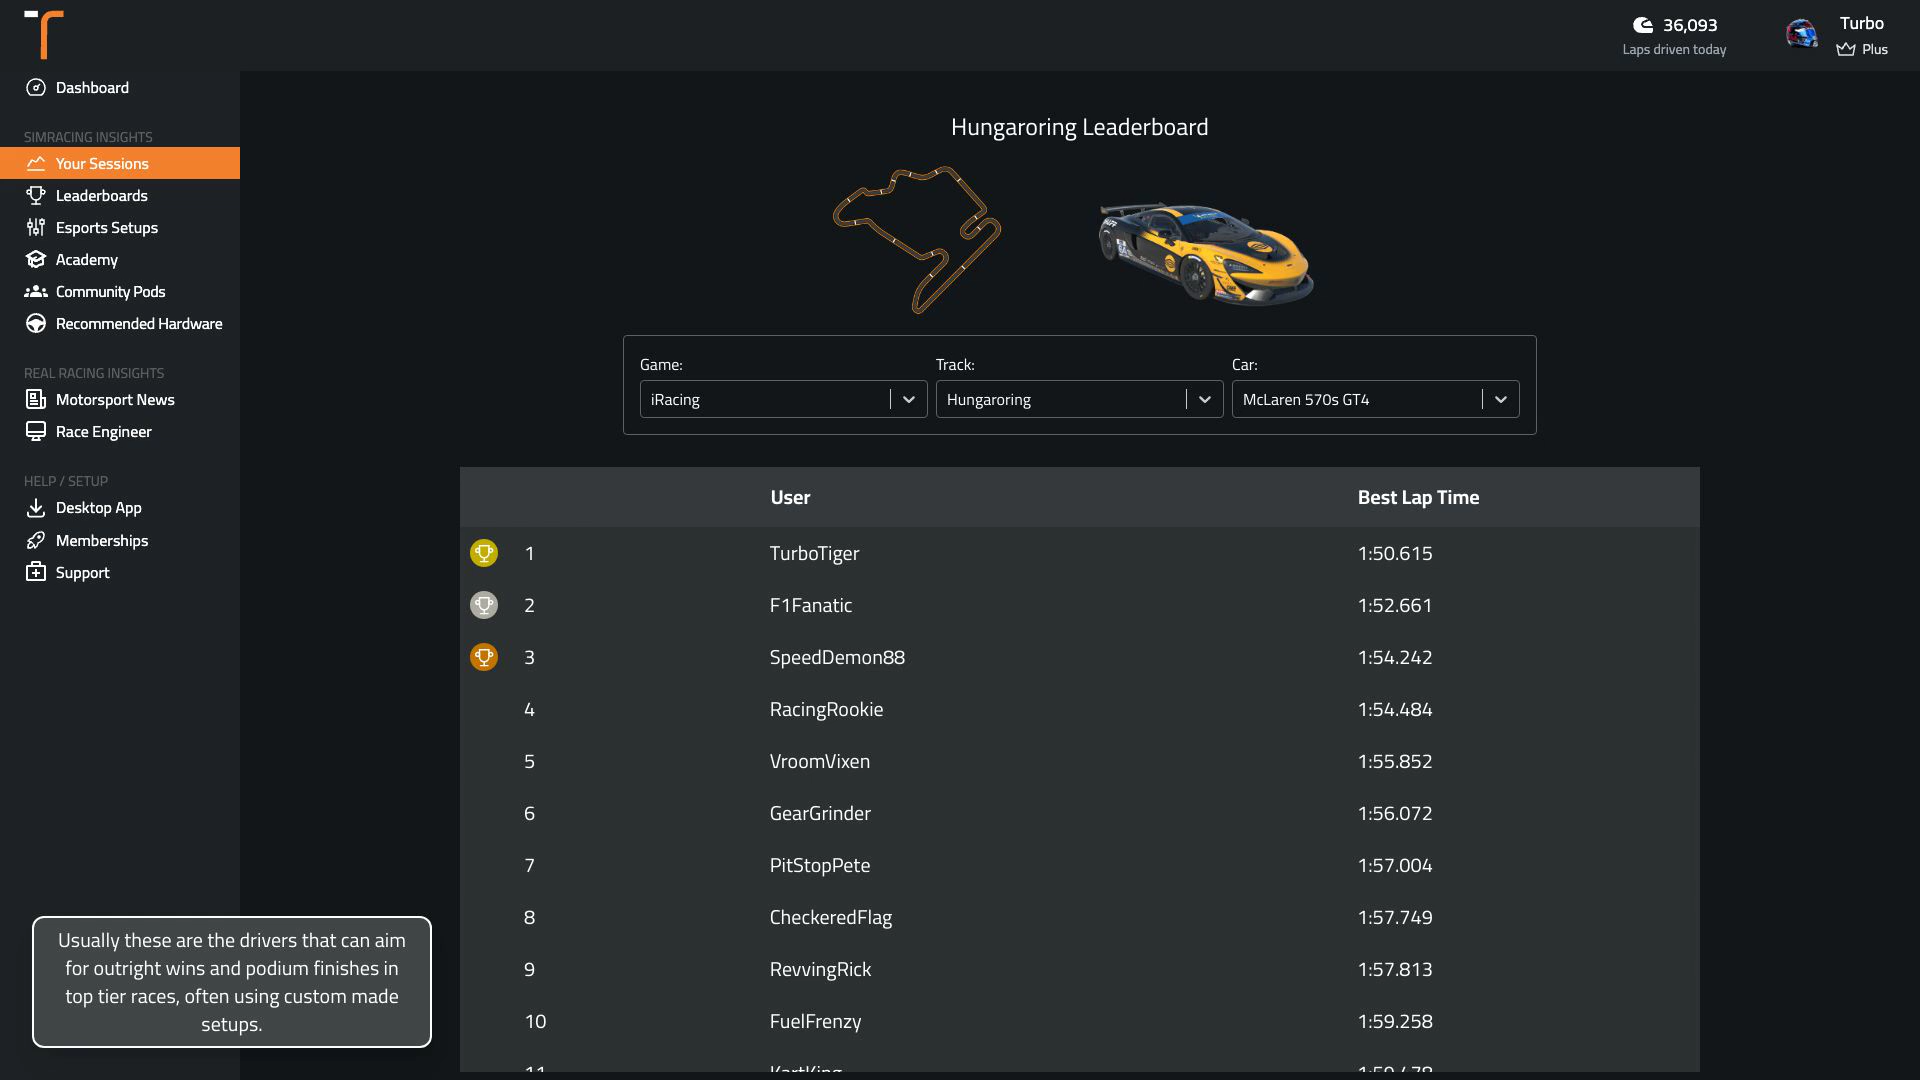 36,093
Laps driven today
Turbo
Plus
Dashboard
SIMRACING INSIGHTS
Your Sessions
Leaderboards
Esports Setups
Academy
Community Pods
Recommended Hardware
REAL RACING INSIGHTS
Motorsport News
Race Engineer
HELP / SETUP
Desktop App
Memberships
Support
Usually these are the drivers that can aim
for outright wins and podium finishes in
top tier races, often using custom made
setups.
Hungaroring Leaderboard
Game: Track: Car:
iRacing Hungaroring McLaren 570s GT4
User Best Lap Time
1 TurboTiger 1:50.615
2 F1Fanatic 1:52.661
3 SpeedDemon88 1:54.242
4 RacingRookie 1:54.484
5 VroomVixen 1:55.852
6 GearGrinder 1:56.072
7 PitStopPete 1:57.004
8 CheckeredFlag 1:57.749
9 RevvingRick 1:57.813
10 FuelFrenzy 1:59.258
11 KartKing 1:59.478